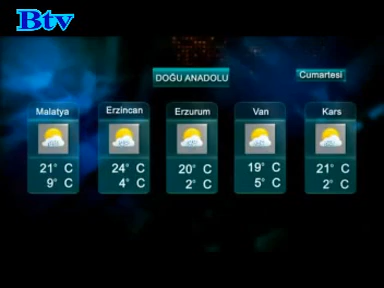 Btv
DOĞU ANADOLU
Cumartesi
Malatya
Erzincan
Erzurum
Van
Kars
21° C
24° C
20° C
19° C
21° C
9° C
4° C
2° C
5° C
2° C